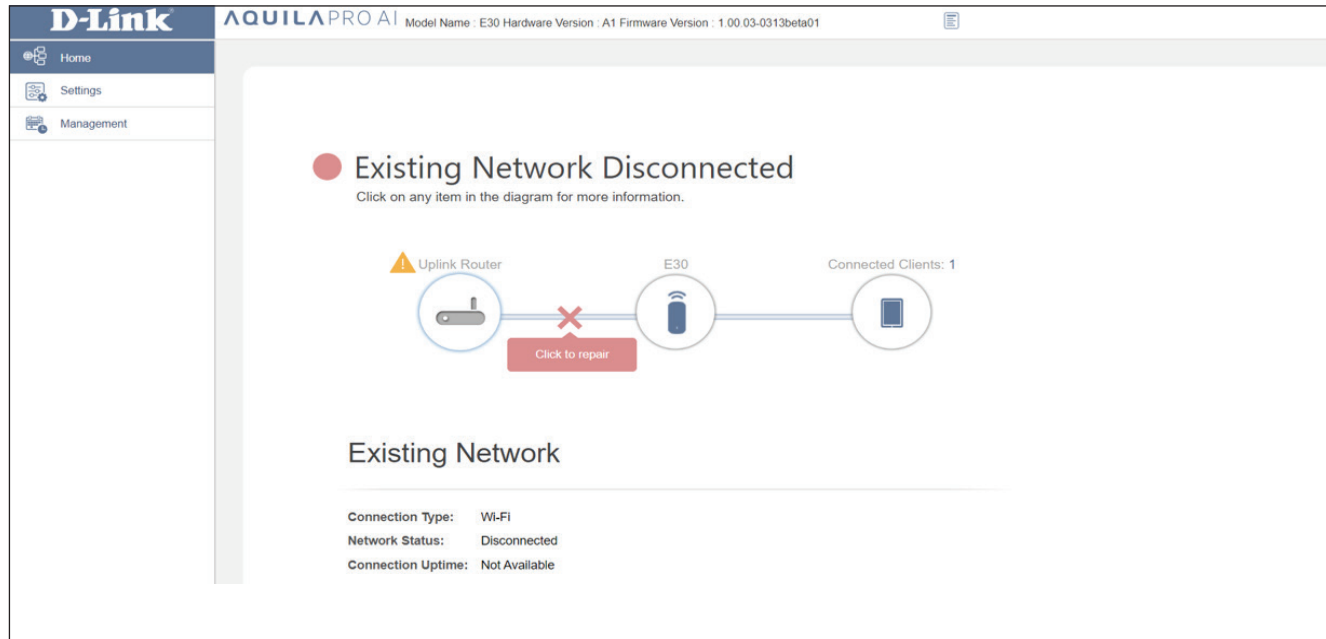 D-Link
AQUILA PRO AI Model Name : E30 Hardware Version : A1 Firmware Version : 1.00.03-0313beta01
Home
Settings
Management
Existing Network Disconnected
Click on any item in the diagram for more information.
Uplink Router
E30
Connected Clients: 1
Click to repair
Existing Network
Connection Type: Wi-Fi
Network Status: Disconnected
Connection Uptime: Not Available